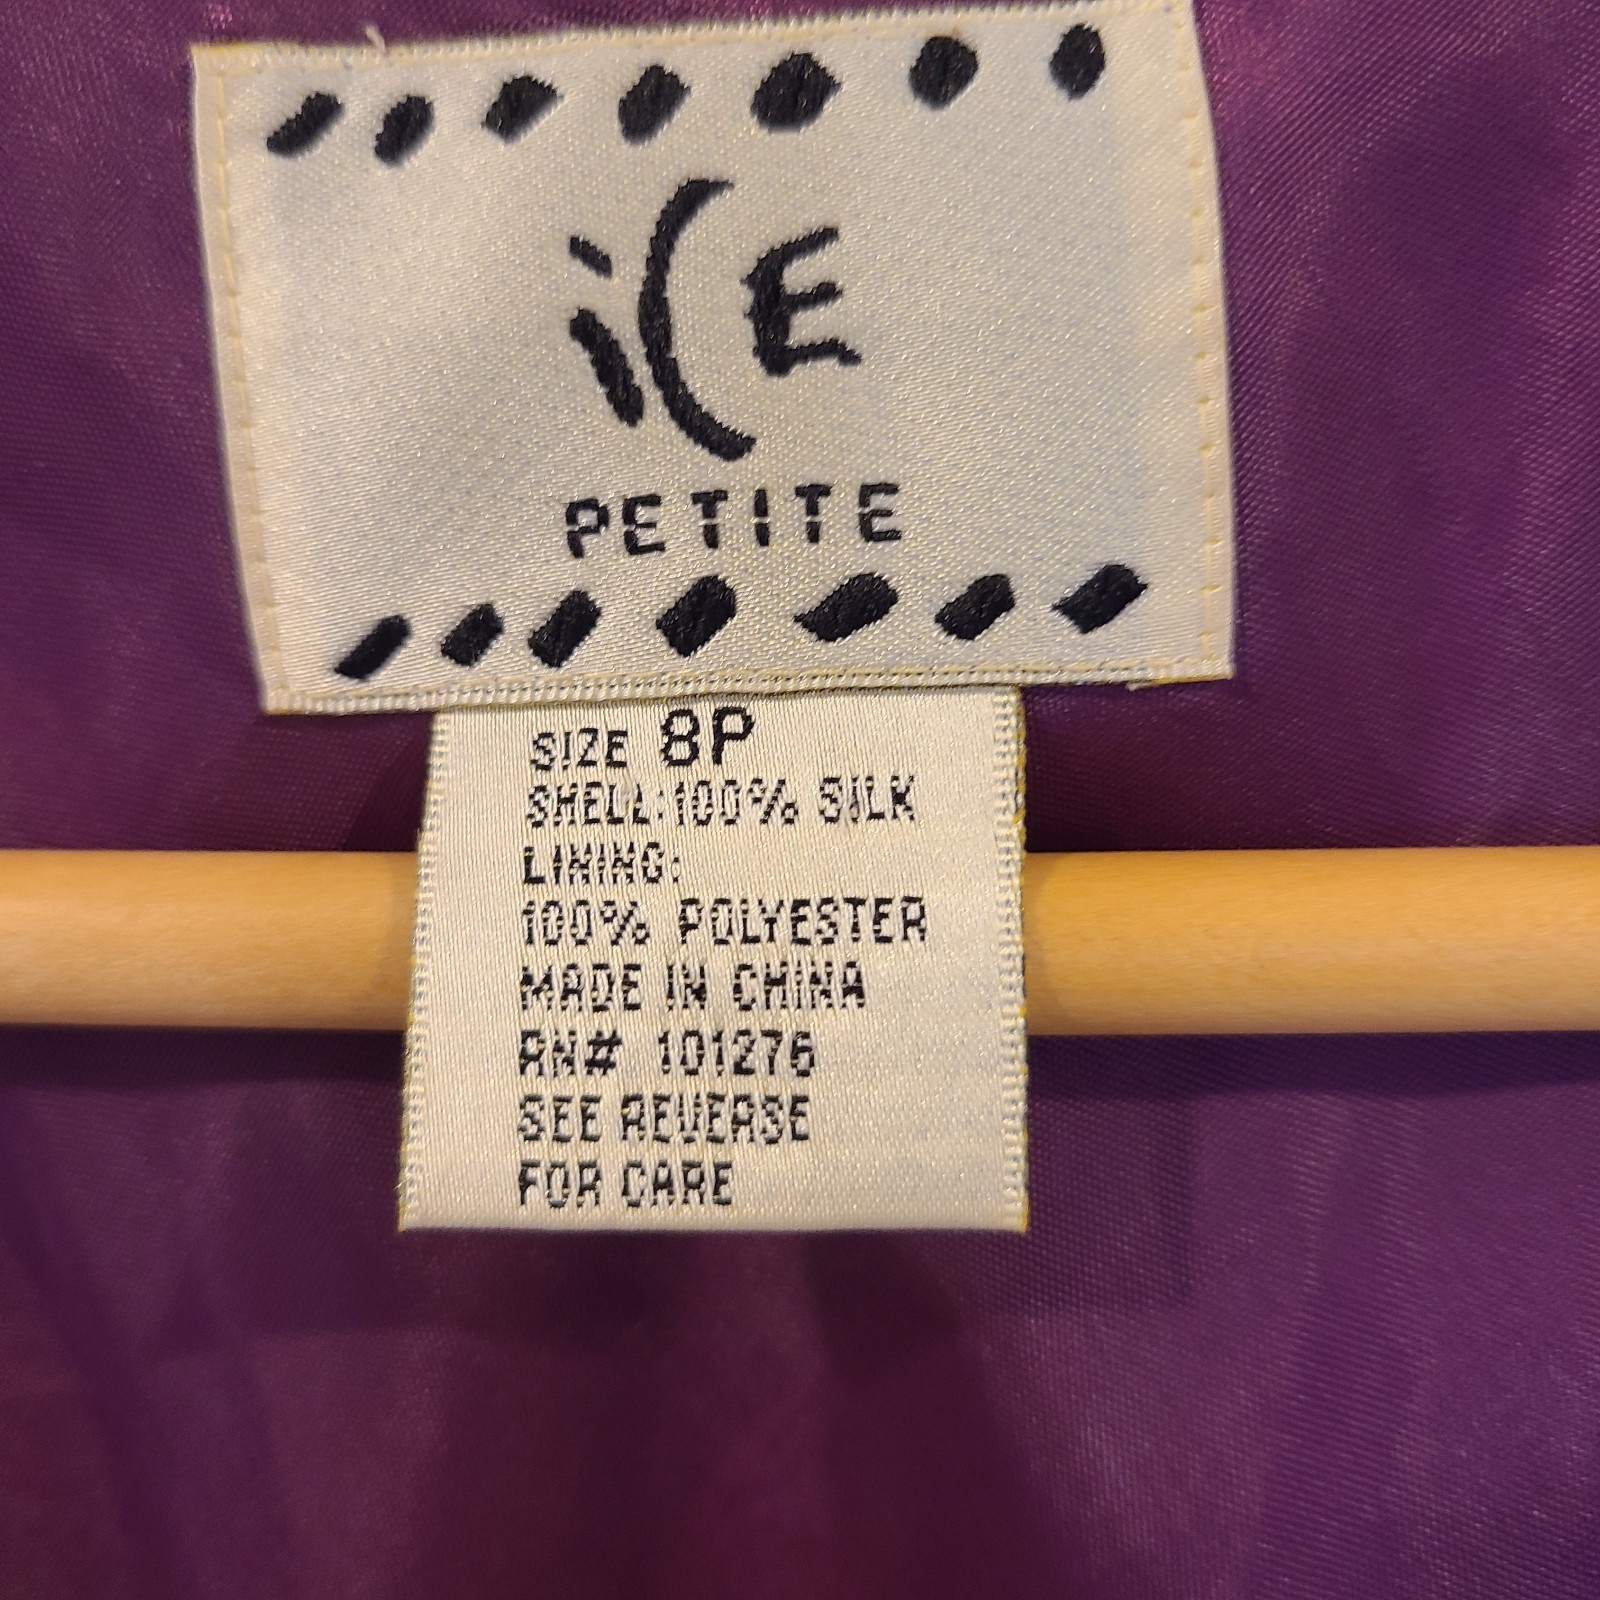 iCE
PETITE
SIZE 8P
SHELL:100% SILK
LINING:
100% POLYESTER
MADE IN CHINA
RN# 101276
SEE REVERSE
FOR CARE